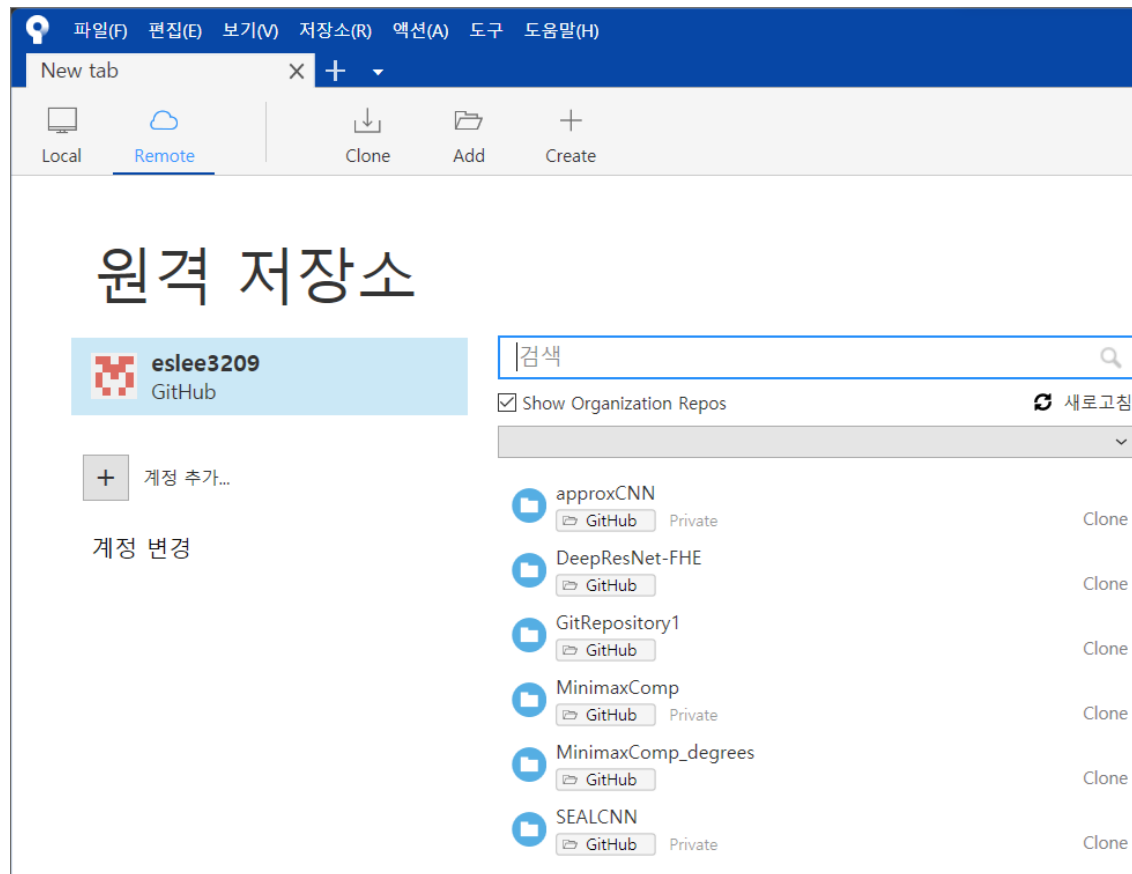 파일(F) 편집(E) 보기(V) 저장소(R) 액션(A) 도구 도움말(H)
New tab
Local Remote Clone Add Create
원격 저장소
eslee3209
GitHub
계정 추가...
계정 변경
검색
Show Organization Repos 새로고침
approxCNN
GitHub Private Clone
DeepResNet-FHE
GitHub Clone
GitRepository1
GitHub Clone
MinimaxComp
GitHub Private Clone
MinimaxComp_degrees
GitHub Clone
SEALCNN
GitHub Private Clone